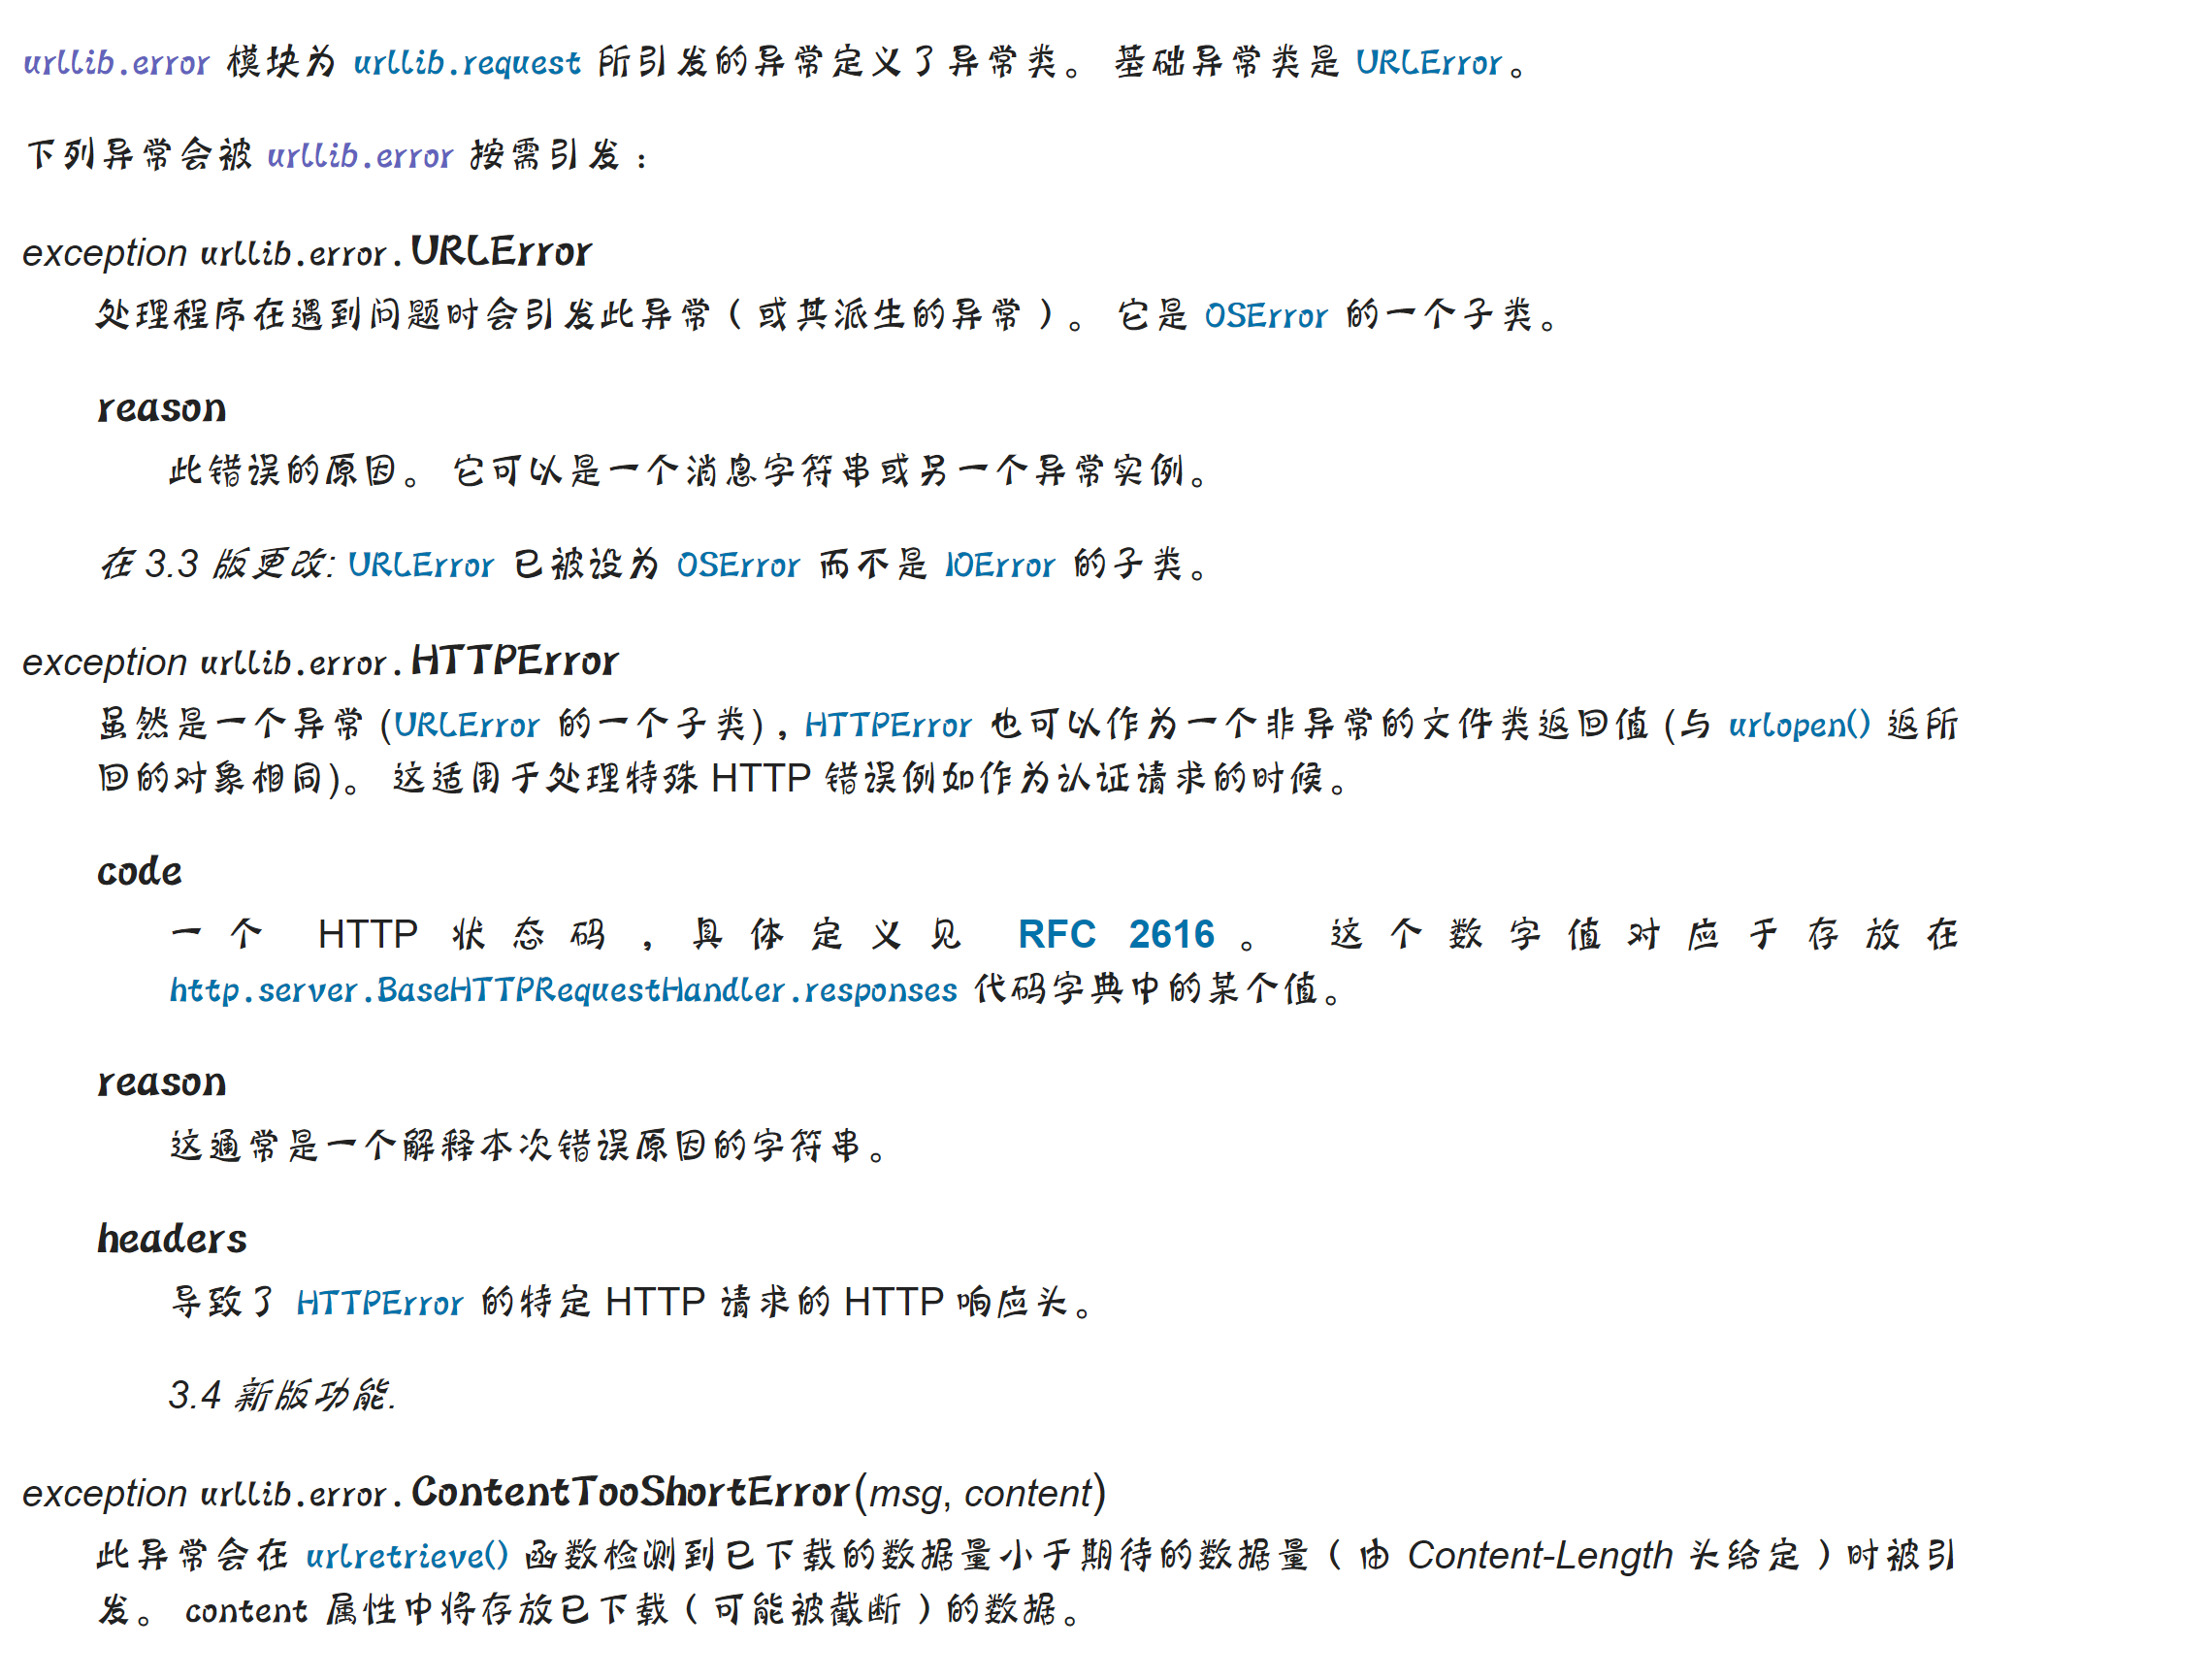 urllib.error 模块为 urllib.request 所引发的异常定义了异常类。 基础异常类是 URLError。
下列异常会被 urllib.error 按需引发：
exception urllib.error.URLError
处理程序在遇到问题时会引发此异常（或其派生的异常）。 它是 OSError 的一个子类。
reason
此错误的原因。 它可以是一个消息字符串或另一个异常实例。
在 3.3 版更改: URLError 已被设为 OSError 而不是 IOError 的子类。
exception urllib.error.HTTPError
虽然是一个异常 (URLError 的一个子类)，HTTPError 也可以作为一个非异常的文件类返回值 (与 urlopen() 返所
回的对象相同)。 这适用于处理特殊 HTTP 错误例如作为认证请求的时候。
code
一个 HTTP 状态码，具体定义见 RFC 2616。 这个数字值对应于存放在
http.server.BaseHTTPRequestHandler.responses 代码字典中的某个值。
reason
这通常是一个解释本次错误原因的字符串。
headers
导致了 HTTPError 的特定 HTTP 请求的 HTTP 响应头。
3.4 新版功能.
exception urllib.error.ContentTooShortError(msg, content)
此异常会在 urlretrieve() 函数检测到已下载的数据量小于期待的数据量（由 Content-Length 头给定）时被引
发。 content 属性中将存放已下载（可能被截断）的数据。